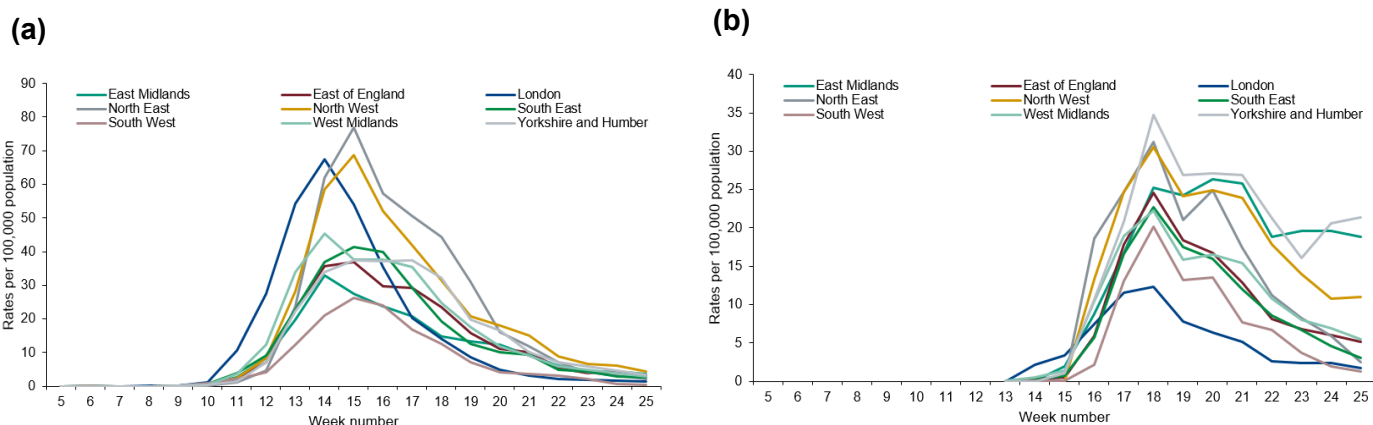 (a)
90
80
70
60
50
40
30
20
10
0
Rates per 100,000 population
East Midlands East of England London
North East North West South East
South West West Midlands Yorkshire and Humber
5 6 7 8 9 10 11 12 13 14 15 16 17 18 19 20 21 22 23 24 25
Week number
(b)
40
35
30
25
20
15
10
5
0
Rates per 100,000 population
East Midlands East of England London
North East North West South East
South West West Midlands Yorkshire and Humber
5 6 7 8 9 10 11 12 13 14 15 16 17 18 19 20 21 22 23 24 25
Week number